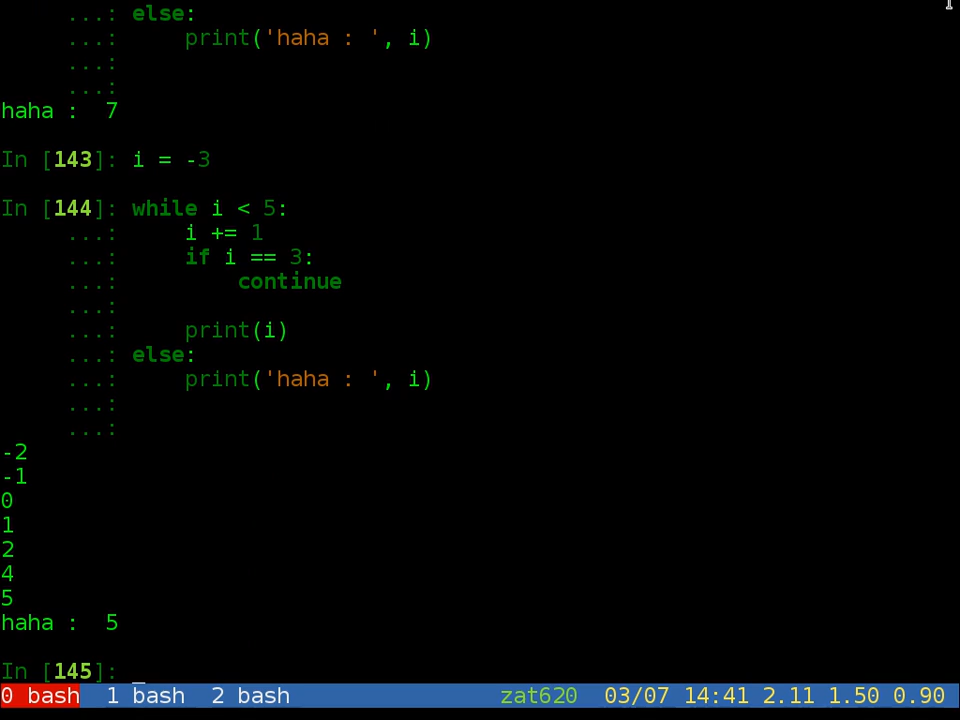 ...: else:
...:     print('haha : ', i)
...:
...:
haha :  7
In [143]: i = -3
In [144]: while i < 5:
...:     i += 1
...:     if i == 3:
...:         continue
...:
...:     print(i)
...: else:
...:     print('haha : ', i)
...:
...:
-2
-1
0
1
2
4
5
haha :  5
In [145]: _
0 bash  1 bash  2 bash  zat620  03/07 14:41 2.11 1.50 0.90